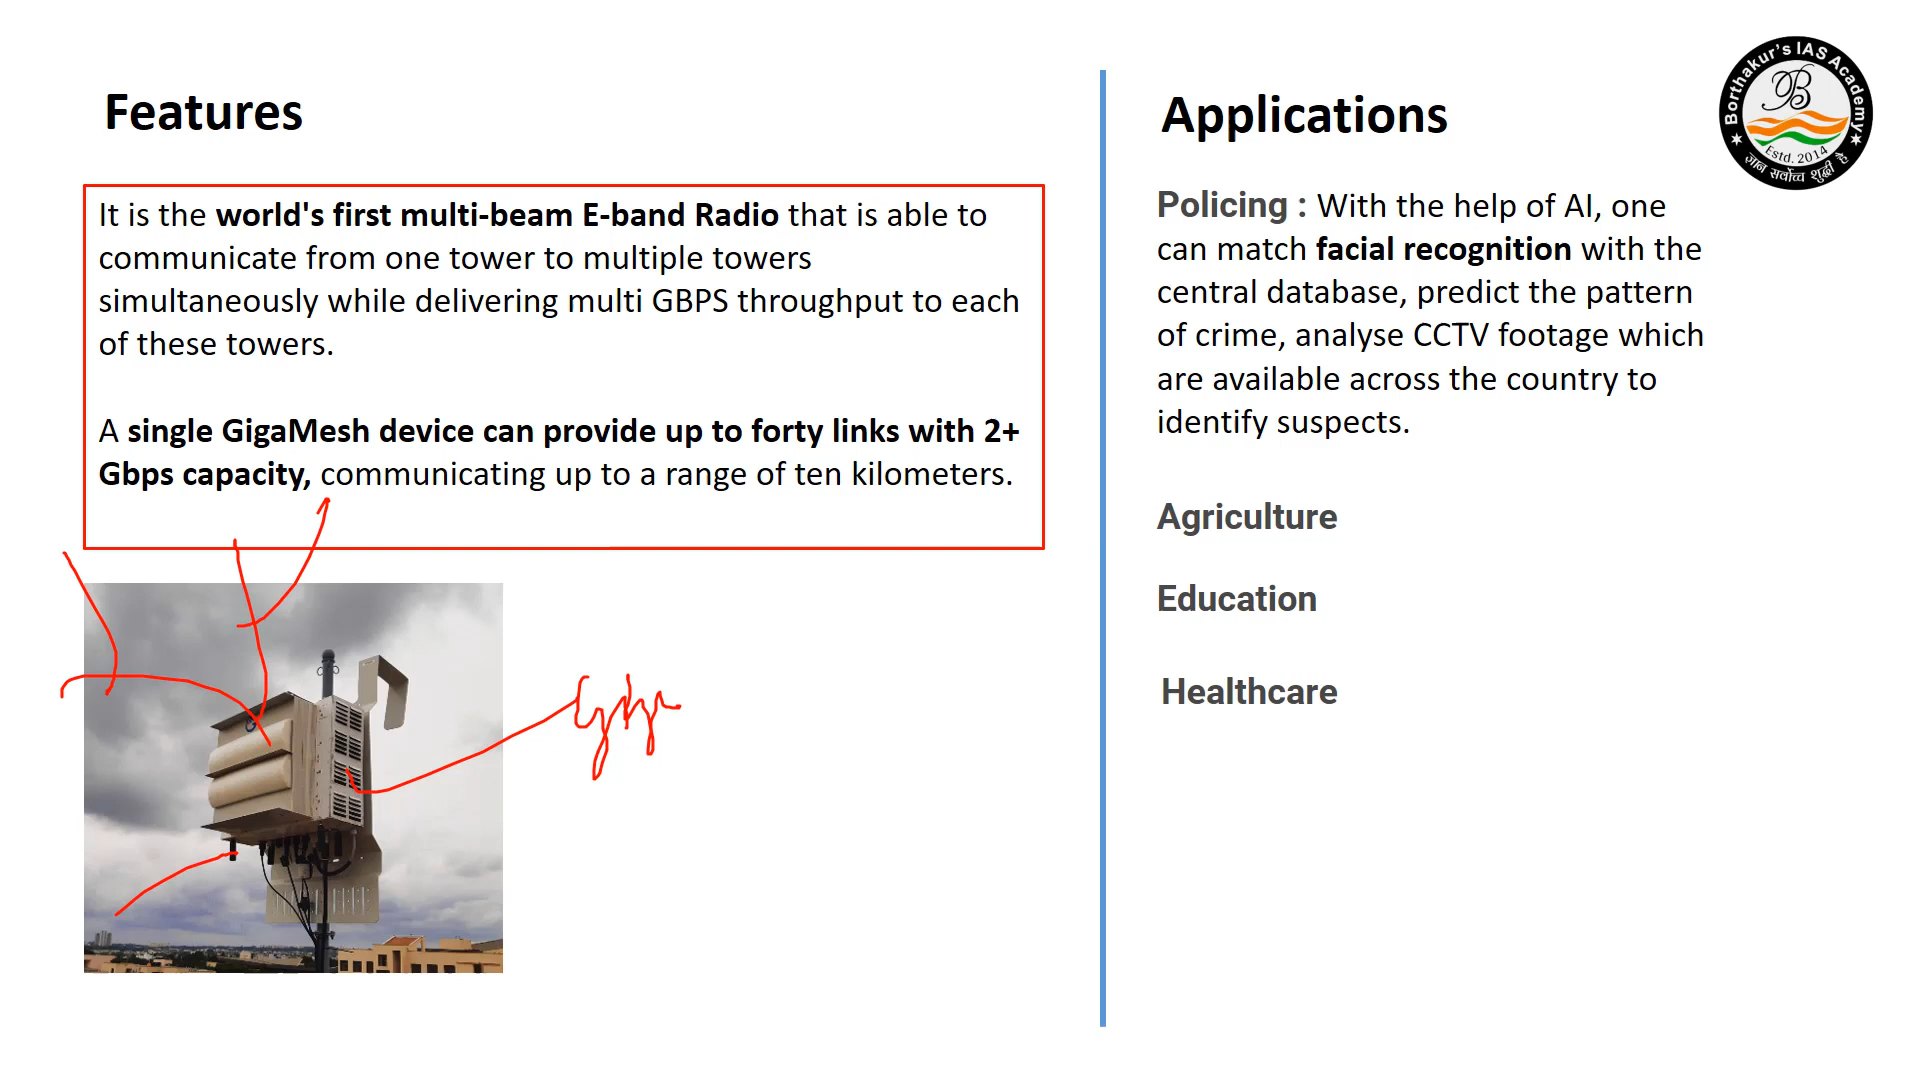 Features
It is the world's first multi-beam E-band Radio that is able to
communicate from one tower to multiple towers
simultaneously while delivering multi GBPS throughput to each
of these towers.
A single GigaMesh device can provide up to forty links with 2+
Gbps capacity, communicating up to a range of ten kilometers.
Applications
Policing : With the help of AI, one
can match facial recognition with the
central database, predict the pattern
of crime, analyse CCTV footage which
are available across the country to
identify suspects.
Agriculture
Education
Healthcare
Borthakur's IAS Academy
B
Estd. 2014
ज्ञान सर्वोच्च शुद्धी है